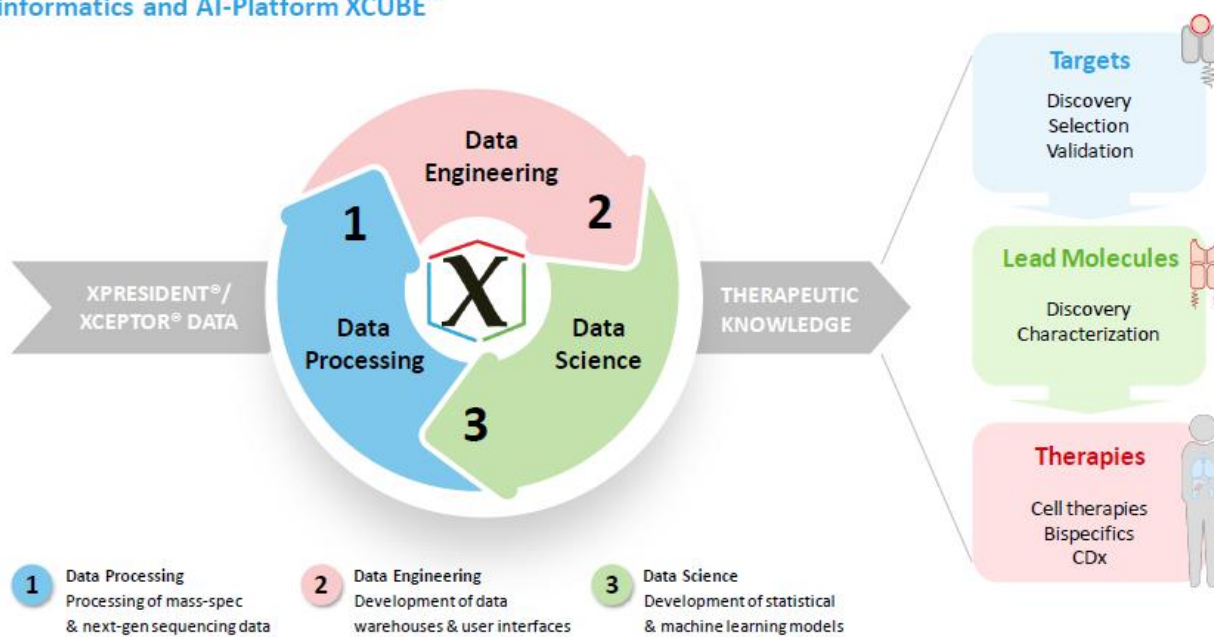 informatics and AI-Platform XCUBE™
XPRESIDENT®/
XCEPTOR® DATA
1
Data
Processing
Data
Engineering
2
X
Data
Science
3
THERAPEUTIC
KNOWLEDGE
Targets
Discovery
Selection
Validation
Lead Molecules
Discovery
Characterization
Therapies
Cell therapies
Bispecifics
CDx
1
Data Processing
Processing of mass-spec
& next-gen sequencing data
2
Data Engineering
Development of data
warehouses & user interfaces
3
Data Science
Development of statistical
& machine learning models